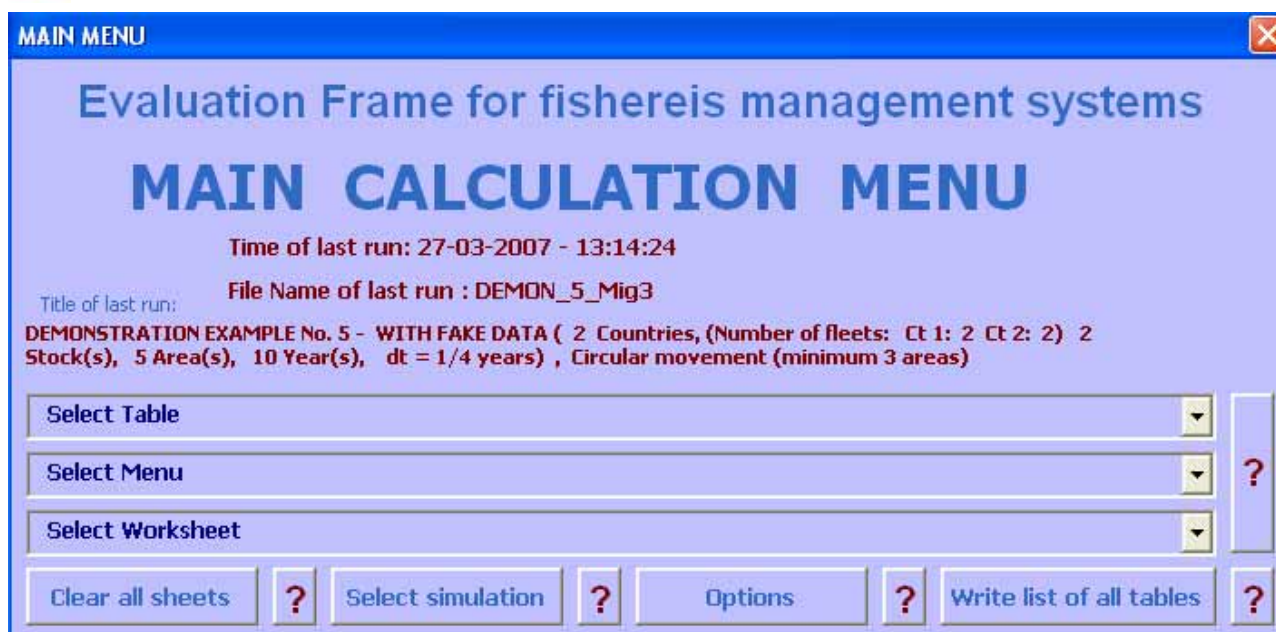 MAIN MENU
Evaluation Frame for fishereis management systems
MAIN CALCULATION MENU
Time of last run: 27-03-2007 - 13:14:24
File Name of last run : DEMON_5_Mig3
Title of last run:
DEMONSTRATION EXAMPLE No. 5 - WITH FAKE DATA ( 2 Countries, (Number of fleets: Ct 1: 2 Ct 2: 2) 2
Stock(s), 5 Area(s), 10 Year(s), dt = 1/4 years) , Circular movement (minimum 3 areas)
Select Table
Select Menu
?
Select Worksheet
Clear all sheets ? Select simulation ? Options ? Write list of all tables ?